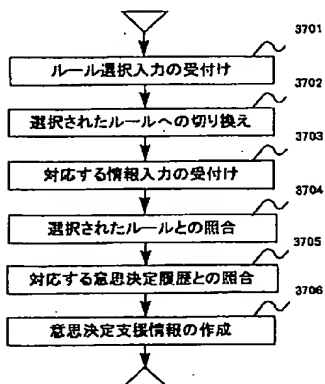 3701
ルール選択入力の受付け
3702
選択されたルールへの切り換え
3703
対応する情報入力の受付け
3704
選択されたルールとの照合
3705
対応する意思決定履歴との照合
3706
意思決定支援情報の作成